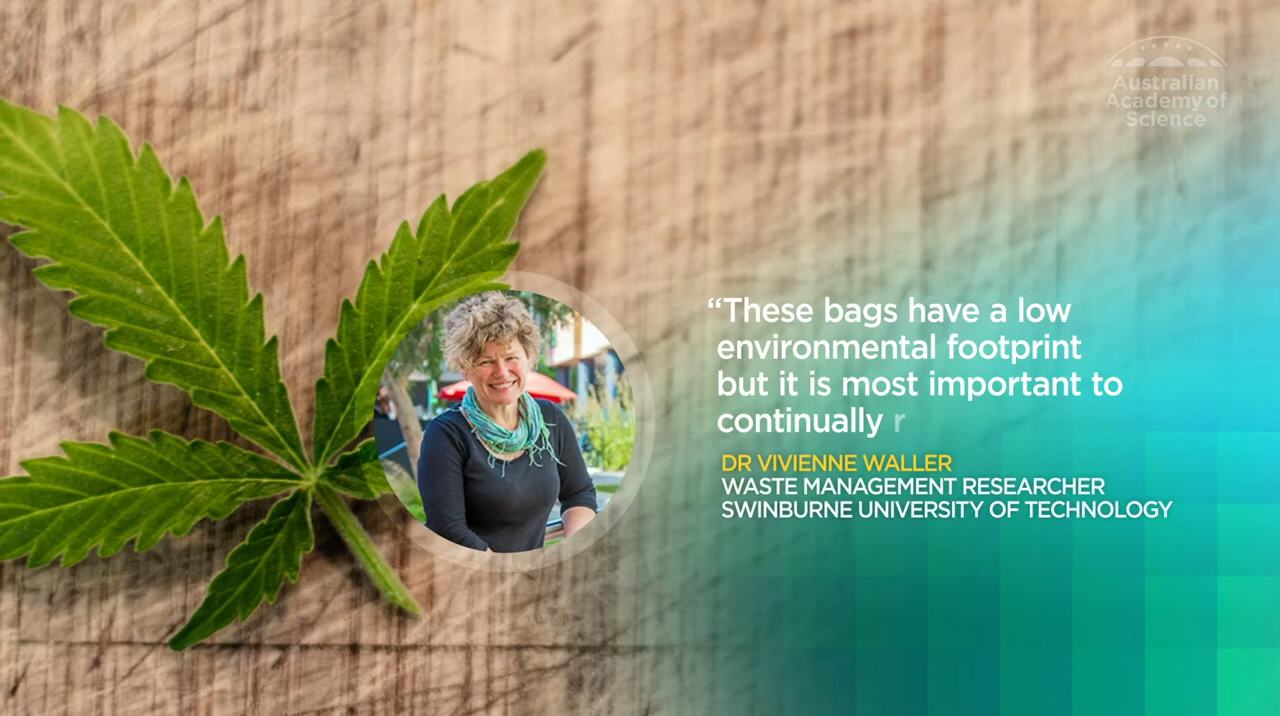 Australian
Academy of
Science
“These bags have a low
environmental footprint
but it is most important to
continually r
DR VIVIENNE WALLER
WASTE MANAGEMENT RESEARCHER
SWINBURNE UNIVERSITY OF TECHNOLOGY